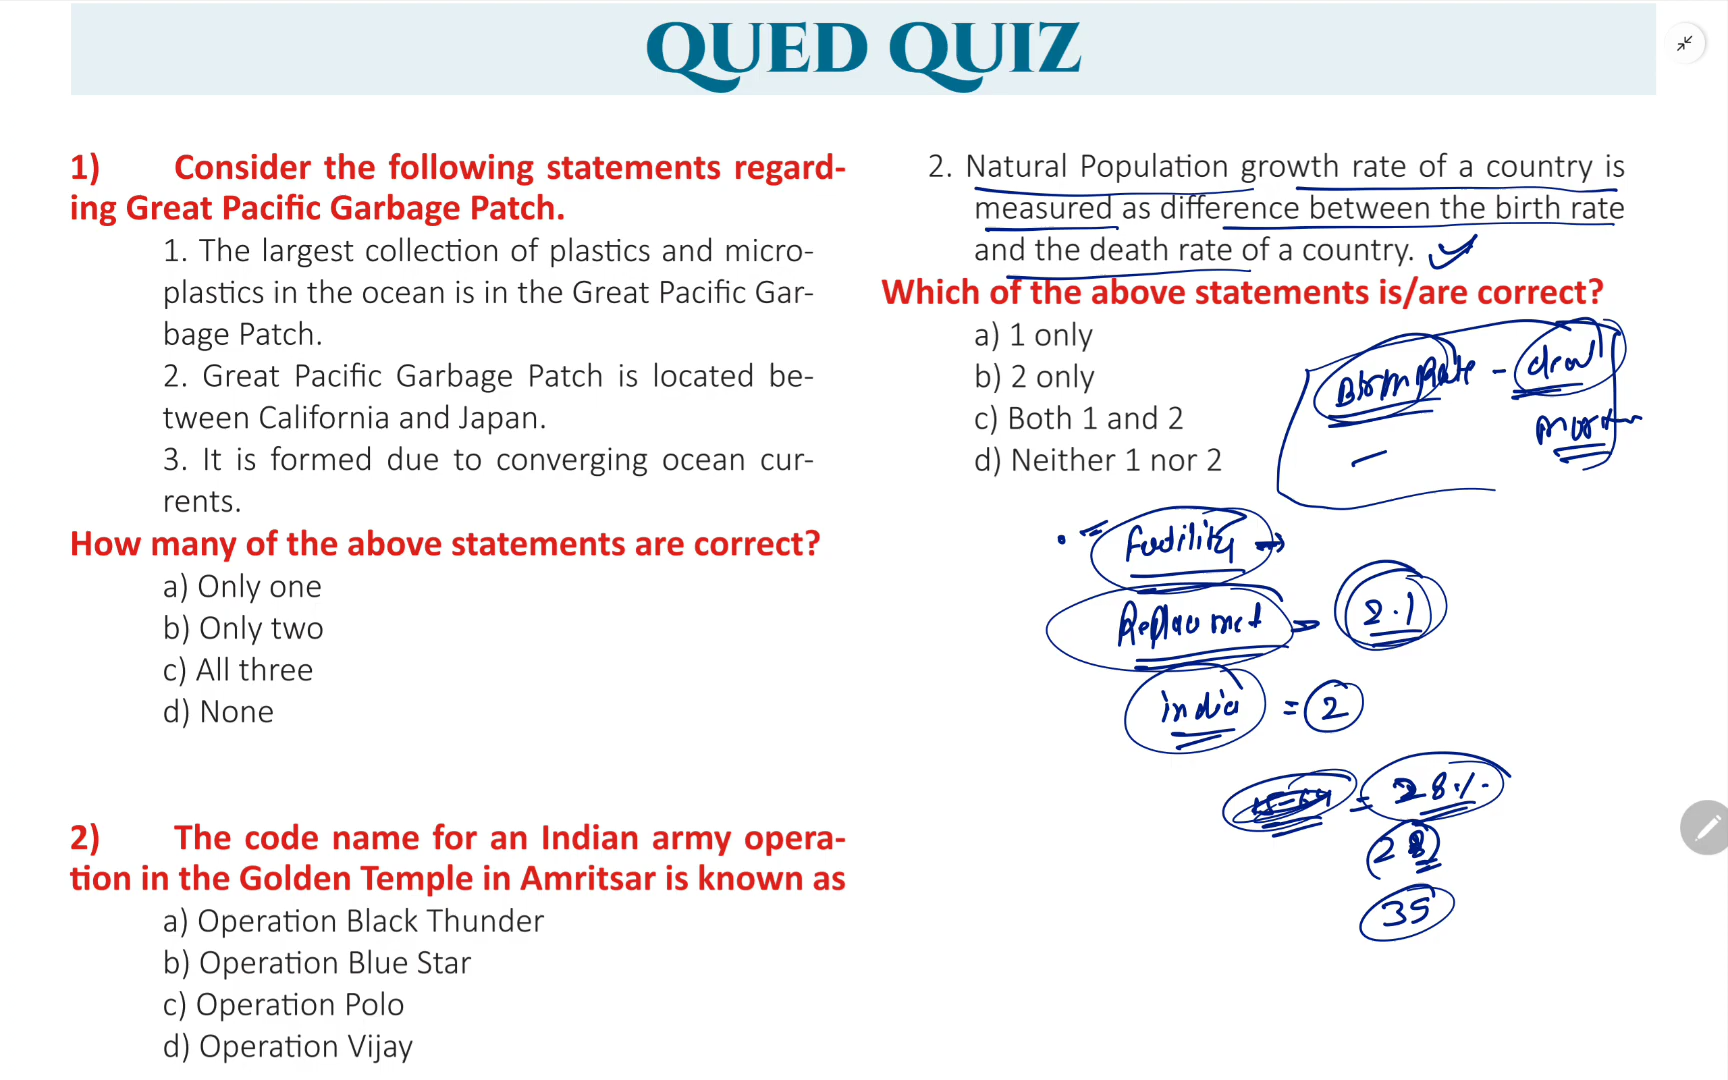 QUED QUIZ
1) Consider the following statements regard-
ing Great Pacific Garbage Patch.
1. The largest collection of plastics and micro-
plastics in the ocean is in the Great Pacific Gar-
bage Patch.
2. Great Pacific Garbage Patch is located be-
tween California and Japan.
3. It is formed due to converging ocean cur-
rents.
How many of the above statements are correct?
a) Only one
b) Only two
c) All three
d) None
2) The code name for an Indian army opera-
tion in the Golden Temple in Amritsar is known as
a) Operation Black Thunder
b) Operation Blue Star
c) Operation Polo
d) Operation Vijay
2. Natural Population growth rate of a country is
measured as difference between the birth rate
and the death rate of a country.
Which of the above statements is/are correct?
a) 1 only
b) 2 only
c) Both 1 and 2
d) Neither 1 nor 2
Rate -
2.1
india = 2
= 28%
28
35